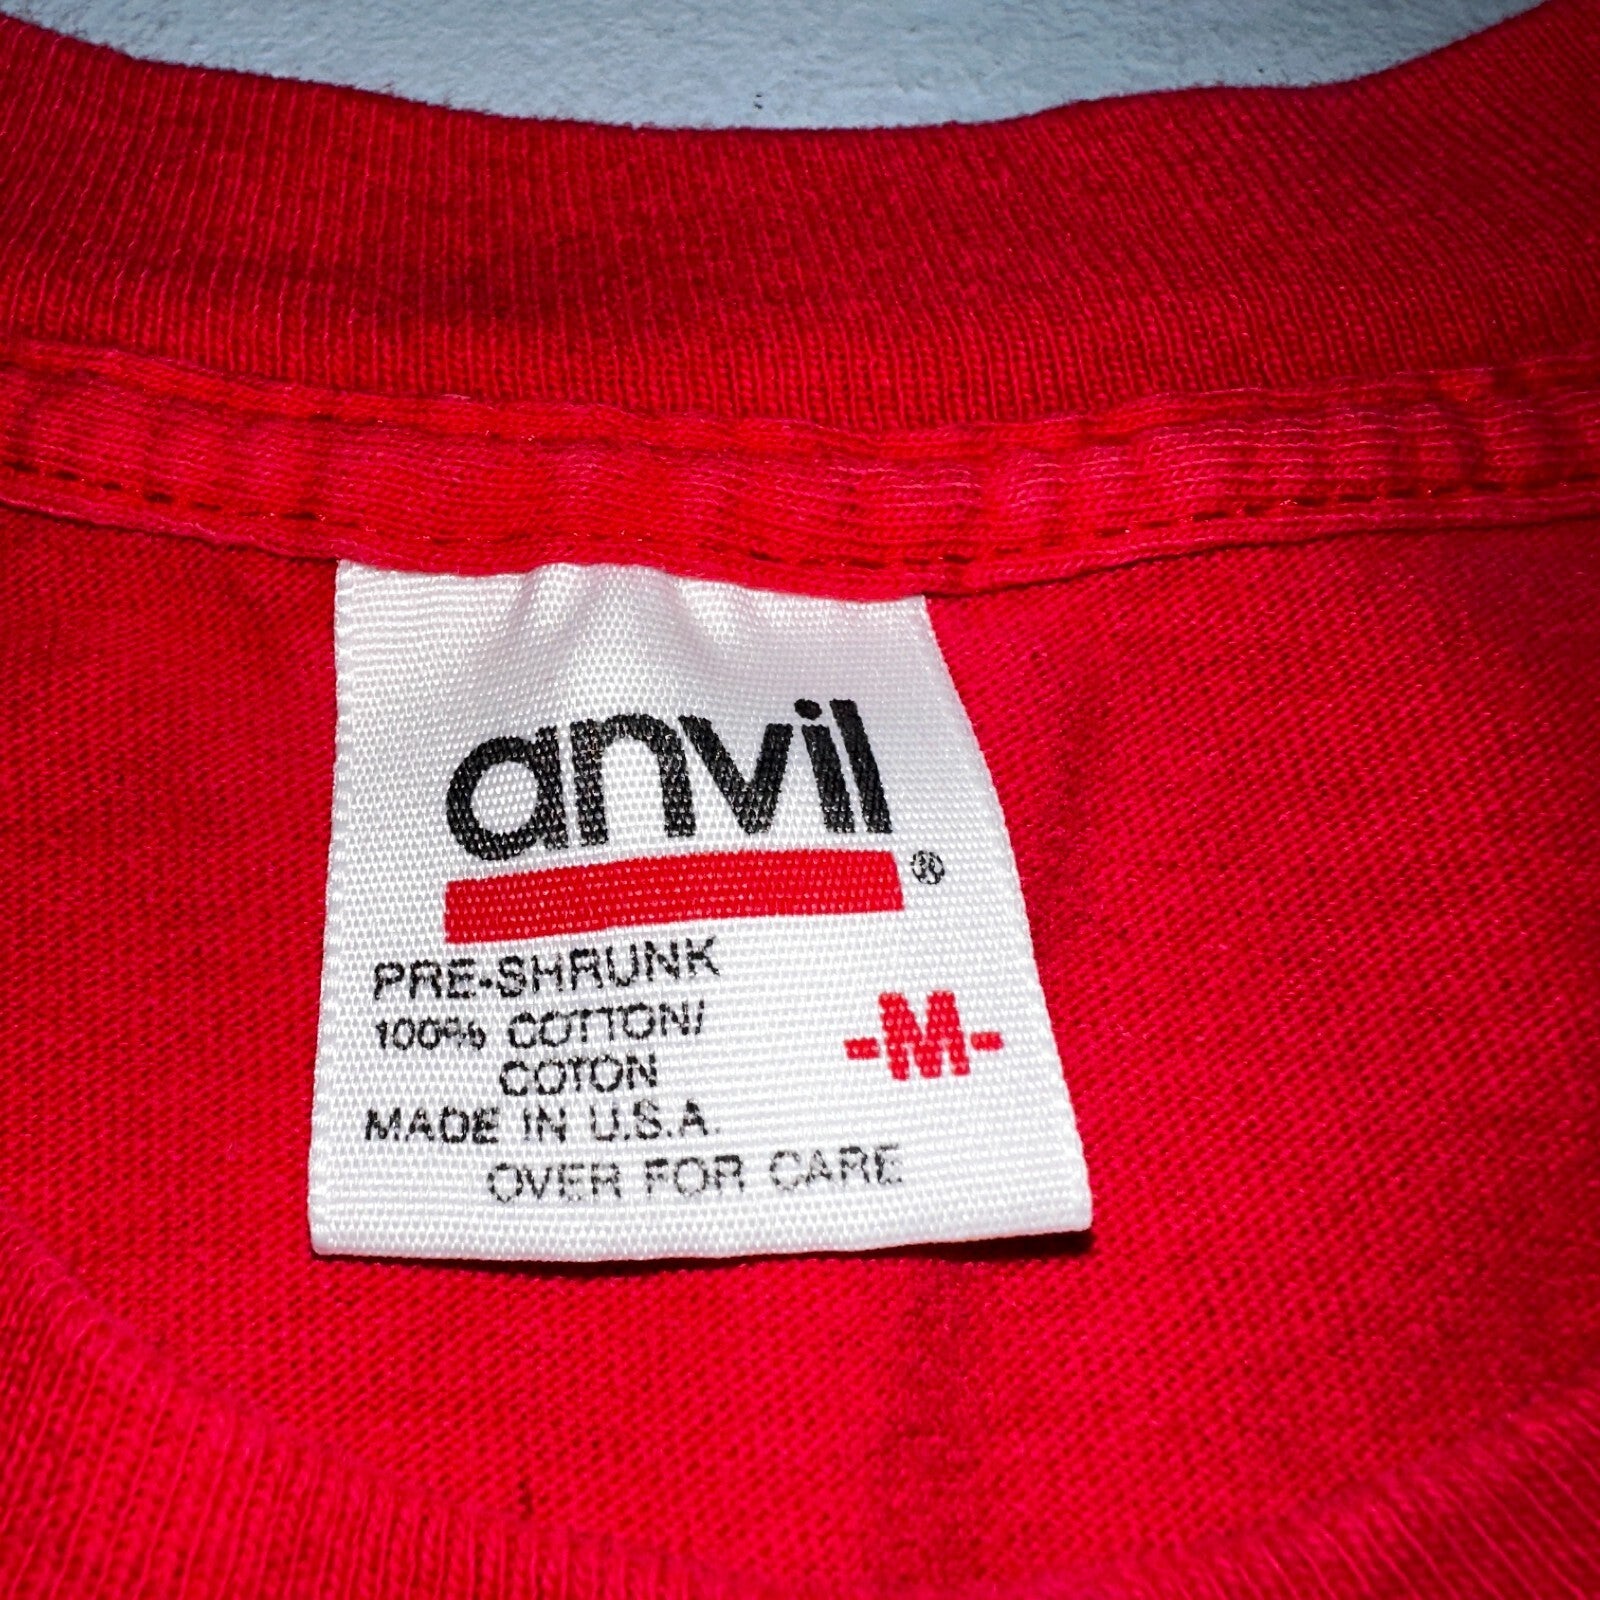 anvil®
PRE-SHRUNK
100% COTTON/
COTON
-M-
MADE IN U.S.A.
OVER FOR CARE